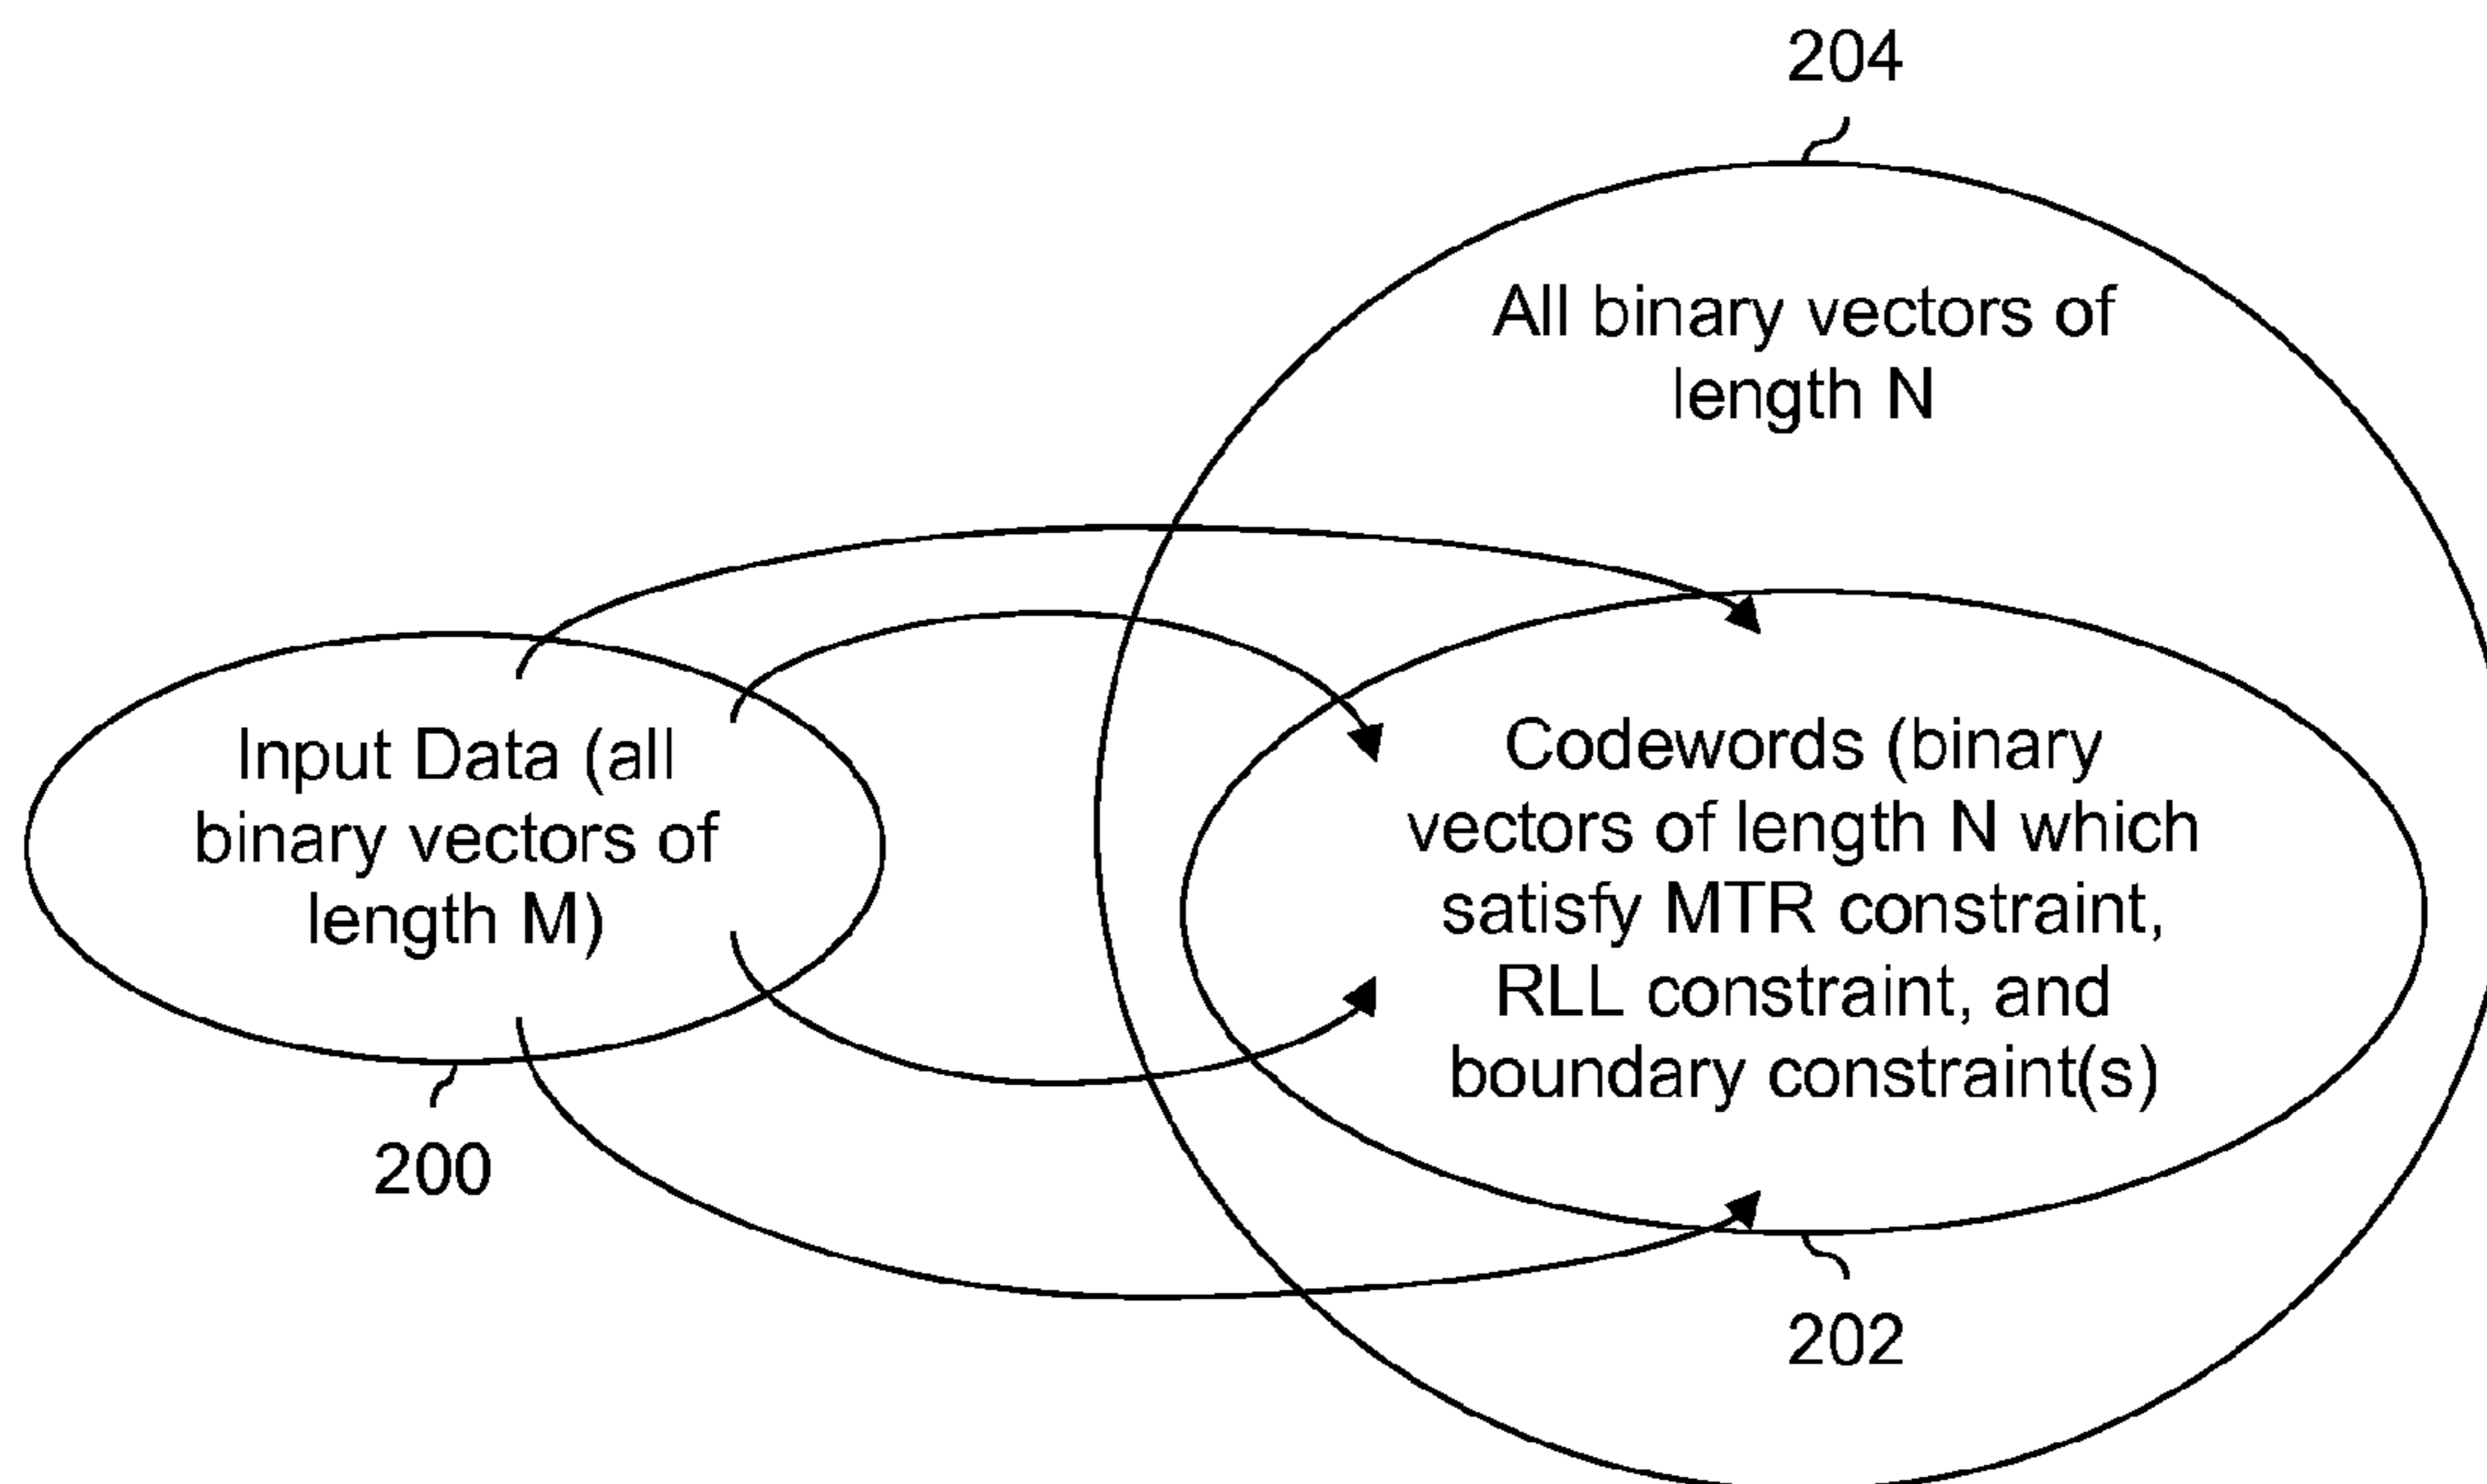 204
All binary vectors of
length N
Input Data (all
binary vectors of
length M)
200
Codewords (binary
vectors of length N which
satisfy MTR constraint,
RLL constraint, and
boundary constraint(s)
202